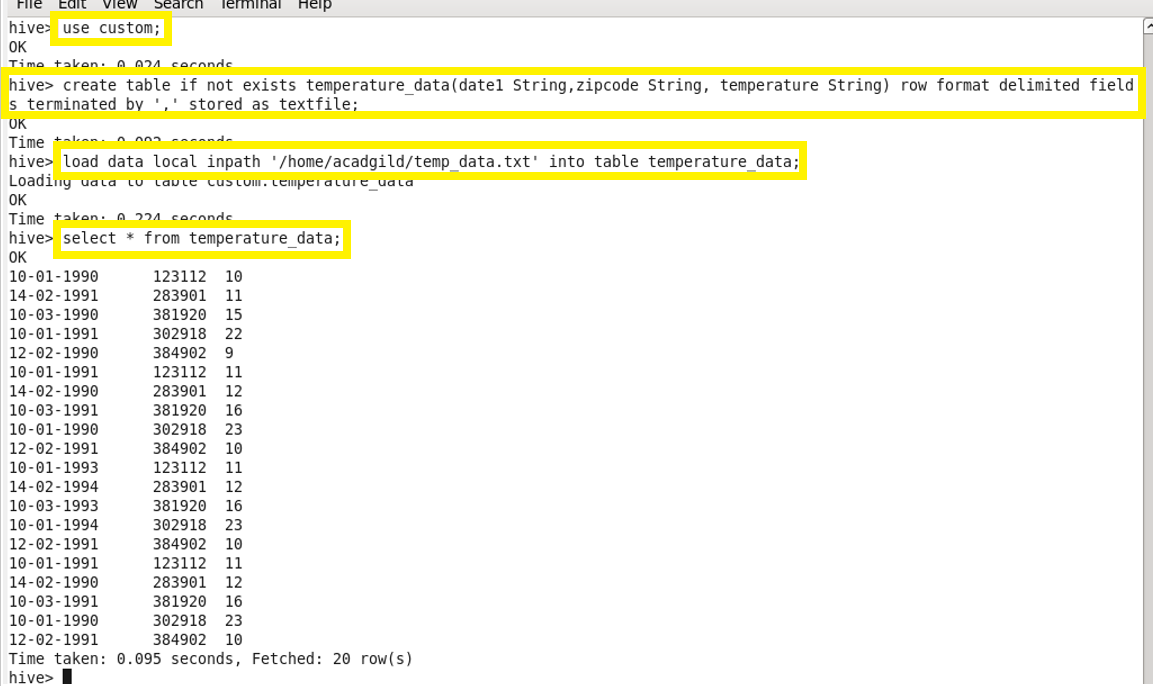 File Edit View Search Terminal Help
hive> use custom;
OK
Time taken: 0.024 seconds
hive> create table if not exists temperature_data(date1 String,zipcode String, temperature String) row format delimited field
s terminated by ',' stored as textfile;
OK
Time taken: 0.092 seconds
hive> load data local inpath '/home/acadgild/temp_data.txt' into table temperature_data;
Loading data to table custom.temperature_data
OK
Time taken: 0.224 seconds
hive> select * from temperature_data;
OK
10-01-1990 123112 10
14-02-1991 283901 11
10-03-1990 381920 15
10-01-1991 302918 22
12-02-1990 384902 9
10-01-1991 123112 11
14-02-1990 283901 12
10-03-1991 381920 16
10-01-1990 302918 23
12-02-1991 384902 10
10-01-1993 123112 11
14-02-1994 283901 12
10-03-1993 381920 16
10-01-1994 302918 23
12-02-1991 384902 10
10-01-1991 123112 11
14-02-1990 283901 12
10-03-1991 381920 16
10-01-1990 302918 23
12-02-1991 384902 10
Time taken: 0.095 seconds, Fetched: 20 row(s)
hive>